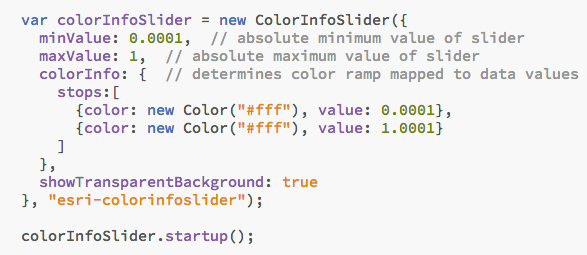 var colorInfoSlider = new ColorInfoSlider({
  minValue: 0.0001,  // absolute minimum value of slider
  maxValue: 1,  // absolute maximum value of slider
  colorInfo: {  // determines color ramp mapped to data values
    stops:[
      {color: new Color("#fff"), value: 0.0001},
      {color: new Color("#fff"), value: 1.0001}
    ]
  },
  showTransparentBackground: true
}, "esri-colorinfoslider");

colorInfoSlider.startup();